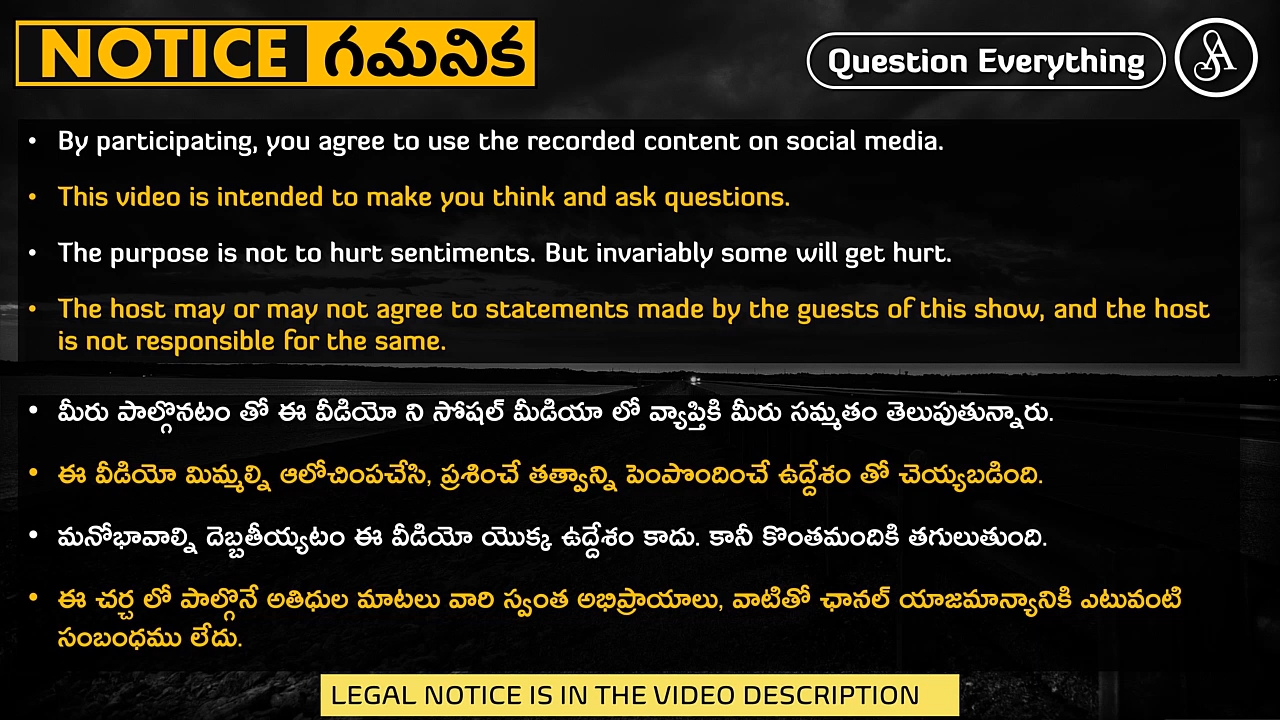 NOTICE గమనిక
Question Everything
• By participating, you agree to use the recorded content on social media.
• This video is intended to make you think and ask questions.
• The purpose is not to hurt sentiments. But invariably some will get hurt.
• The host may or may not agree to statements made by the guests of this show, and the host
is not responsible for the same.
• మీరు పాల్గొనటం తో ఈ వీడియో ని సోషల్ మీడియా లో వ్యాప్తికి మీరు సమ్మతం తెలుపుతున్నారు.
• ఈ వీడియో మిమ్మల్ని ఆలోచింపచేసి, ప్రశించే తత్వాన్ని పెంపొందించే ఉద్దేశం తో చెయ్యబడింది.
• మనోభావాల్ని దెబ్బతీయ్యటం ఈ వీడియో యొక్క ఉద్దేశం కాదు. కానీ కొంతమందికి తగులుతుంది.
• ఈ చర్చ లో పాల్గొనే అతిధుల మాటలు వారి స్వంత అభిప్రాయాలు, వాటితో ఛానల్ యాజమాన్యానికి ఎటువంటి
సంబంధము లేదు.
LEGAL NOTICE IS IN THE VIDEO DESCRIPTION